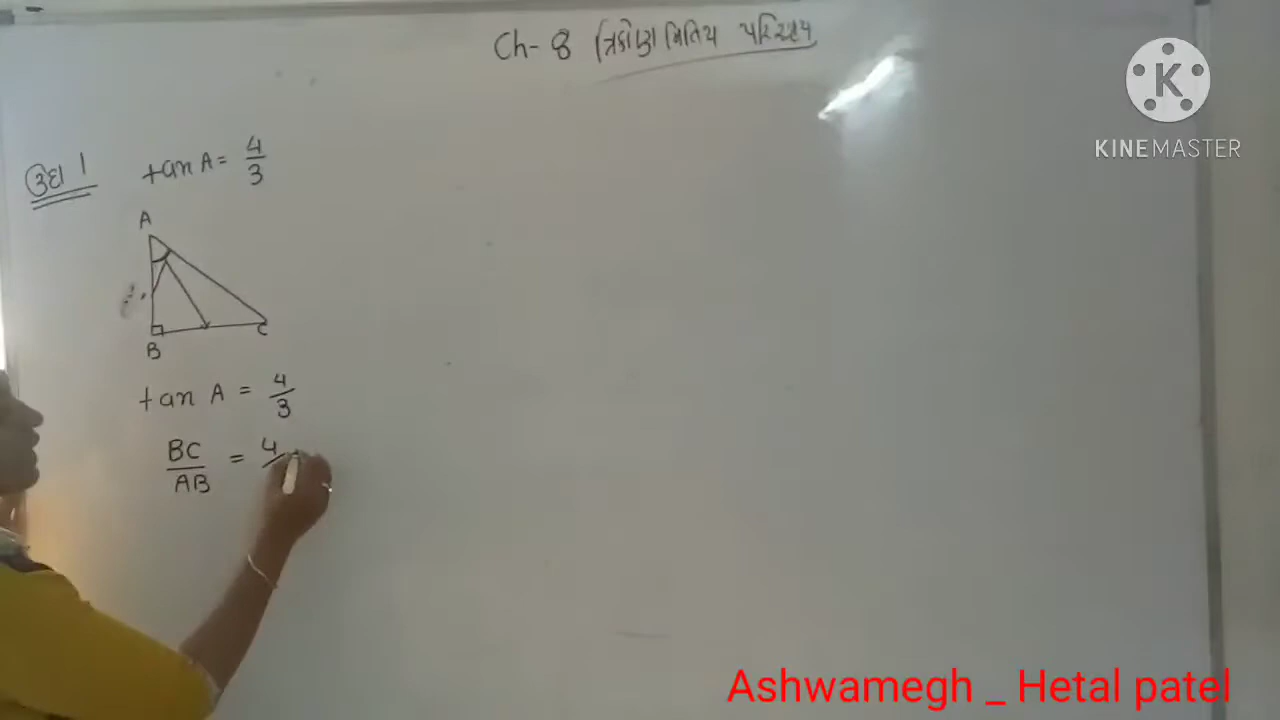 Ch-8 ત્રિકોણમિતિય પરિચય
KINEMASTER
ઉદા 1
tan A = 4/3
A
B
C
tan A = 4/3
BC/AB = 4
Ashwamegh _ Hetal patel